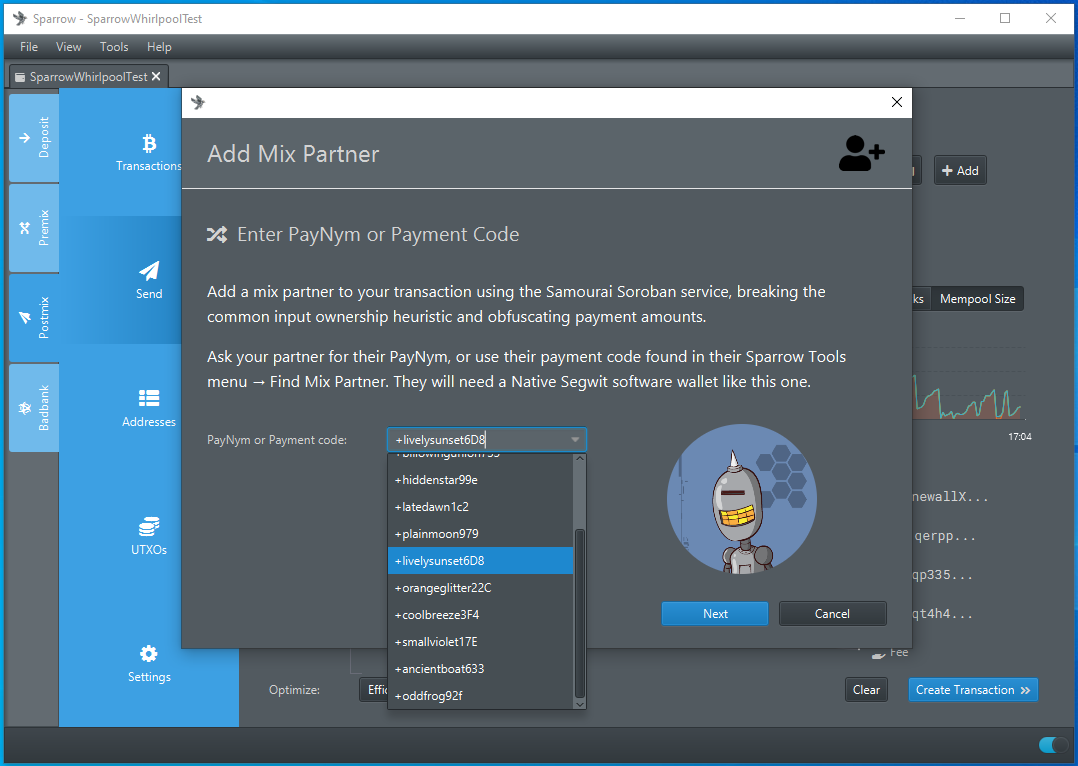 Sparrow - SparrowWhirlpoolTest
File View Tools Help
SparrowWhirlpoolTest
Deposit
Premix
Postmix
Badbank
Transactions
Send
Addresses
UTXOs
Settings
Add Mix Partner
Enter PayNym or Payment Code
Add a mix partner to your transaction using the Samourai Soroban service, breaking the
common input ownership heuristic and obfuscating payment amounts.
Ask your partner for their PayNym, or use their payment code found in their Sparrow Tools
menu → Find Mix Partner. They will need a Native Segwit software wallet like this one.
PayNym or Payment code:
+livelysunset6D8
+hiddenstar99e
+latedawn1c2
+plainmoon979
+livelysunset6D8
+orangeglitter22C
+coolbreeze3F4
+smallviolet17E
+ancientboat633
+oddfrog92f
Next
Cancel
+ Add
ks
Mempool Size
17:04
newallX...
qerpp...
qp335...
qt4h4...
Fee
Optimize:
Effic
Clear
Create Transaction »